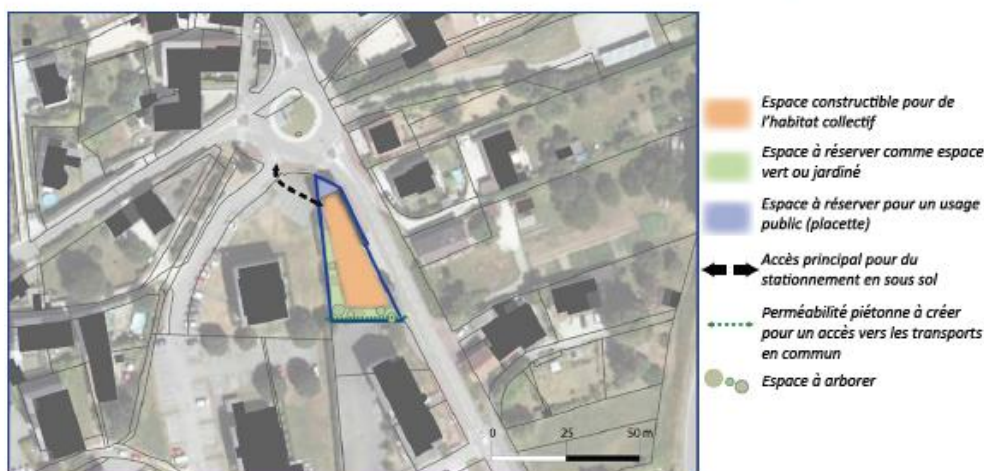 Espace constructible pour de
l'habitat collectif
Espace à réserver comme espace
vert ou jardiné
Espace à réserver pour un usage
public (placette)
Accès principal pour du
stationnement en sous sol
Perméabilité piétonne à créer
pour un accès vers les transports
en commun
Espace à arborer
0 25 50 m